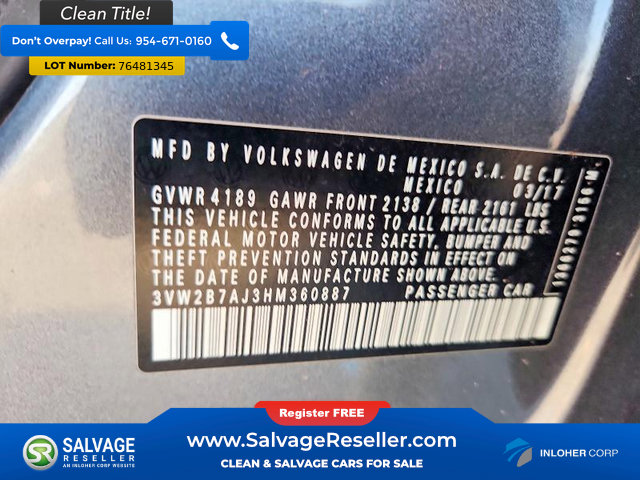 Clean Title!
Don't Overpay! Call Us: 954-671-0160
LOT Number: 76481345
MFD BY VOLKSWAGEN DE MEXICO S.A. DE C.V.
MEXICO 03/17
GVWR 4189 GAWR FRONT 2138 / REAR 2161 LBS
THIS VEHICLE CONFORMS TO ALL APPLICABLE U.S.
FEDERAL MOTOR VEHICLE SAFETY, BUMPER AND
THEFT PREVENTION STANDARDS IN EFFECT ON
THE DATE OF MANUFACTURE SHOWN ABOVE.
3VW2B7AJ3HM360887 PASSENGER CAR
Register FREE
SR
SALVAGE
RESELLER
AN INLOHER CORP WEBSITE
www.SalvageReseller.com
CLEAN & SALVAGE CARS FOR SALE
INLOHER CORP